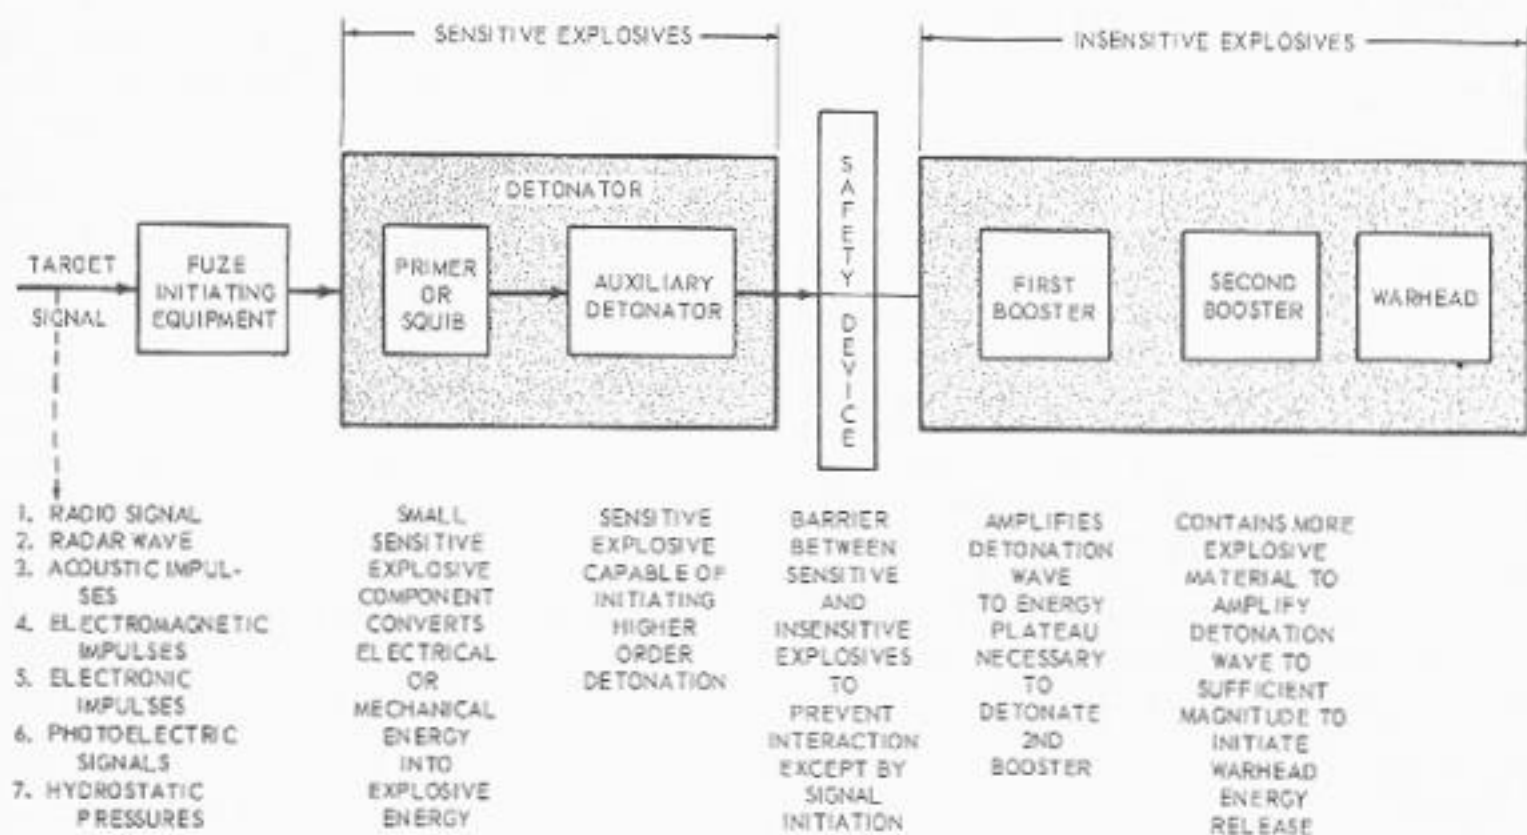 SENSITIVE EXPLOSIVES
INSENSITIVE EXPLOSIVES
DETONATOR
TARGET
SIGNAL
FUZE
INITIATING
EQUIPMENT
PRIMER
OR
SQUIB
AUXILIARY
DETONATOR
SAFETY DEVICE
FIRST
BOOSTER
SECOND
BOOSTER
WARHEAD
1. RADIO SIGNAL
2. RADAR WAVE
3. ACOUSTIC IMPUL-
SES
4. ELECTROMAGNETIC
IMPULSES
5. ELECTRONIC
IMPULSES
6. PHOTOELECTRIC
SIGNALS
7. HYDROSTATIC
PRESSURES
SMALL
SENSITIVE
EXPLOSIVE
COMPONENT
CONVERTS
ELECTRICAL
OR
MECHANICAL
ENERGY
INTO
EXPLOSIVE
ENERGY
SENSITIVE
EXPLOSIVE
CAPABLE OF
INITIATING
HIGHER
ORDER
DETONATION
BARRIER
BETWEEN
SENSITIVE
AND
INSENSITIVE
EXPLOSIVES
TO
PREVENT
INTERACTION
EXCEPT BY
SIGNAL
INITIATION
AMPLIFIES
DETONATION
WAVE
TO ENERGY
PLATEAU
NECESSARY
TO
DETONATE
2ND
BOOSTER
CONTAINS MORE
EXPLOSIVE
MATERIAL TO
AMPLIFY
DETONATION
WAVE TO
SUFFICIENT
MAGNITUDE TO
INITIATE
WARHEAD
ENERGY
RELEASE